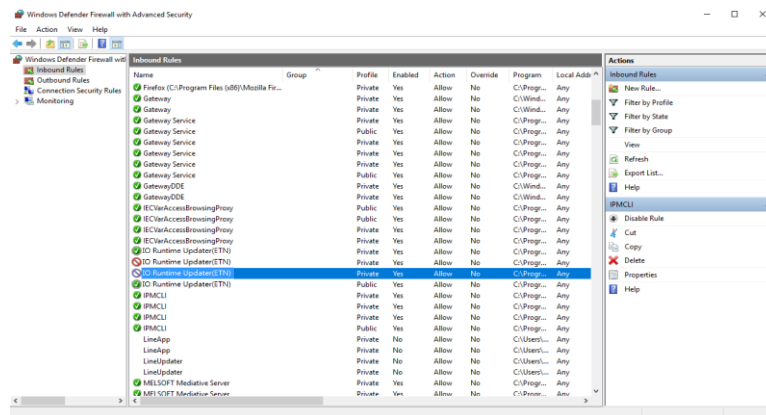 Windows Defender Firewall with Advanced Security
File Action View Help
Windows Defender Firewall witl
Inbound Rules
Outbound Rules
Connection Security Rules
Monitoring
Inbound Rules
Name Group Profile Enabled Action Override Program Local Addr
Firefox (C:\Program Files (x86)\Mozilla Fir... Private Yes Allow No C:\Progr... Any
Gateway Private Yes Allow No C:\Wind... Any
Gateway Private Yes Allow No C:\Wind... Any
Gateway Service Private Yes Allow No C:\Progr... Any
Gateway Service Public Yes Allow No C:\Progr... Any
Gateway Service Private Yes Allow No C:\Progr... Any
Gateway Service Private Yes Allow No C:\Progr... Any
Gateway Service Private Yes Allow No C:\Progr... Any
Gateway Service Public Yes Allow No C:\Progr... Any
GatewayDDE Private Yes Allow No C:\Wind... Any
GatewayDDE Private Yes Allow No C:\Wind... Any
IECVarAccessBrowsingProxy Public Yes Allow No C:\Progr... Any
IECVarAccessBrowsingProxy Public Yes Allow No C:\Progr... Any
IECVarAccessBrowsingProxy Private Yes Allow No C:\Progr... Any
IECVarAccessBrowsingProxy Private Yes Allow No C:\Progr... Any
IO Runtime Updater(ETN) Private Yes Allow No C:\Progr... Any
IO Runtime Updater(ETN) Private Yes Allow No C:\Progr... Any
IO Runtime Updater(ETN) Private Yes Allow No C:\Progr... Any
IO Runtime Updater(ETN) Public Yes Allow No C:\Progr... Any
IPMCLI Private Yes Allow No C:\Progr... Any
IPMCLI Private Yes Allow No C:\Progr... Any
IPMCLI Private Yes Allow No C:\Progr... Any
IPMCLI Public Yes Allow No C:\Progr... Any
LineApp Private No Allow No C:\Users\... Any
LineApp Private No Allow No C:\Users\... Any
LineUpdater Private No Allow No C:\Users\... Any
LineUpdater Private No Allow No C:\Users\... Any
MELSOFT Mediative Server Private Yes Allow No C:\Progr... Any
MELSOFT Mediative Server Private Yes Allow No C:\Progr... Any
Actions
Inbound Rules
New Rule...
Filter by Profile
Filter by State
Filter by Group
View
Refresh
Export List...
Help
IPMCLI
Disable Rule
Cut
Copy
Delete
Properties
Help